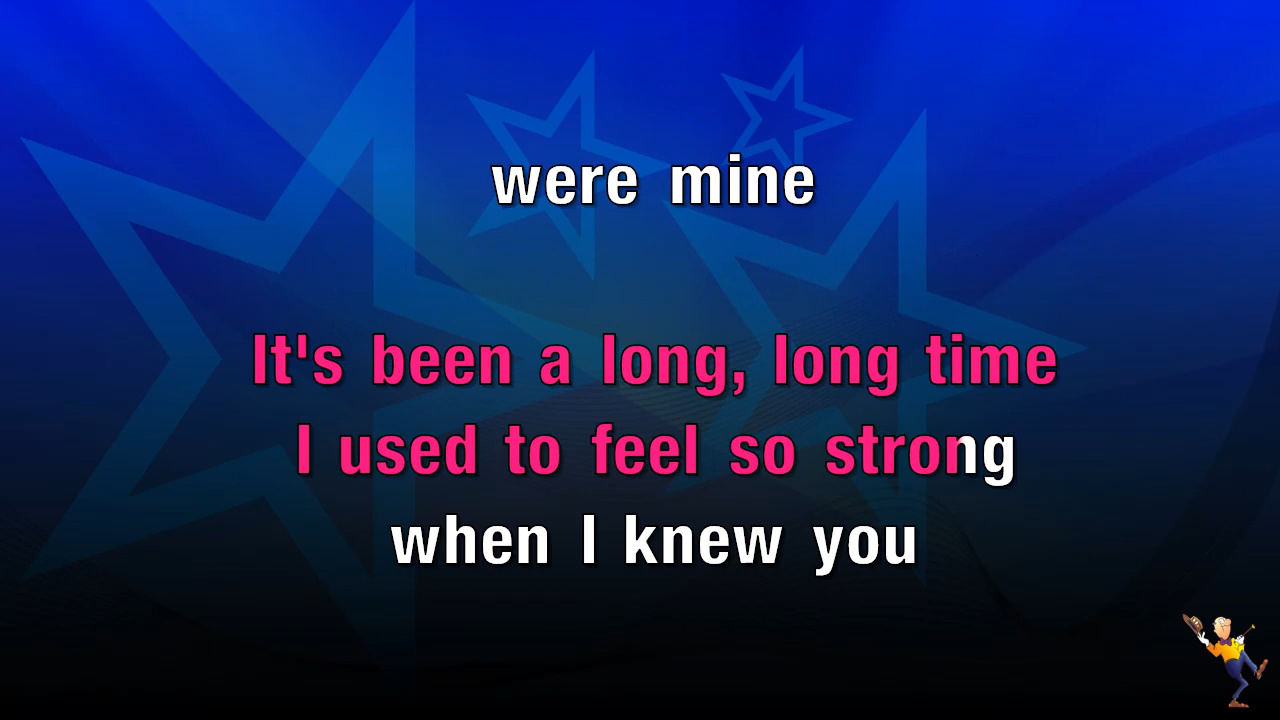 were mine
It's been a long, long time
I used to feel so strong
when I knew you